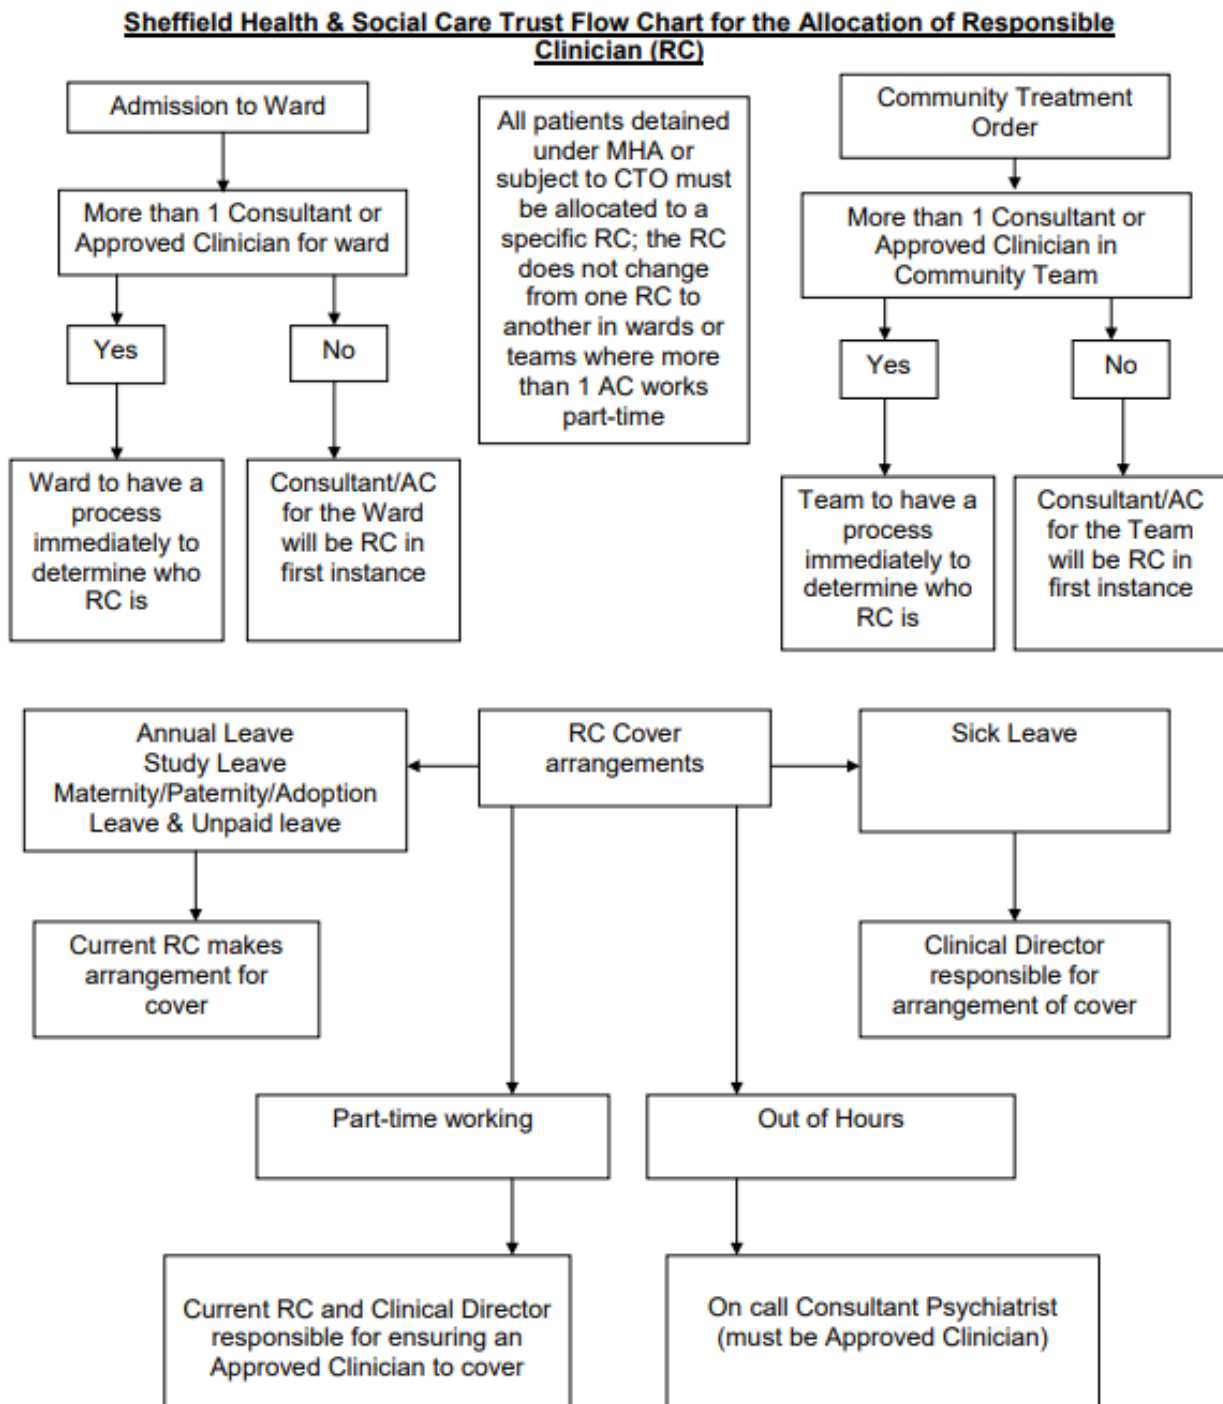 Sheffield Health & Social Care Trust Flow Chart for the Allocation of Responsible
Clinician (RC)
Admission to Ward
More than 1 Consultant or
Approved Clinician for ward
Yes
No
Ward to have a
process
immediately to
determine who
RC is
Consultant/AC
for the Ward
will be RC in
first instance
All patients detained
under MHA or
subject to CTO must
be allocated to a
specific RC; the RC
does not change
from one RC to
another in wards or
teams where more
than 1 AC works
part-time
Community Treatment
Order
More than 1 Consultant or
Approved Clinician in
Community Team
Yes
No
Team to have a
process
immediately to
determine who
RC is
Consultant/AC
for the Team
will be RC in
first instance
Annual Leave
Study Leave
Maternity/Paternity/Adoption
Leave & Unpaid leave
RC Cover
arrangements
Sick Leave
Current RC makes
arrangement for
cover
Clinical Director
responsible for
arrangement of cover
Part-time working
Out of Hours
Current RC and Clinical Director
responsible for ensuring an
Approved Clinician to cover
On call Consultant Psychiatrist
(must be Approved Clinician)